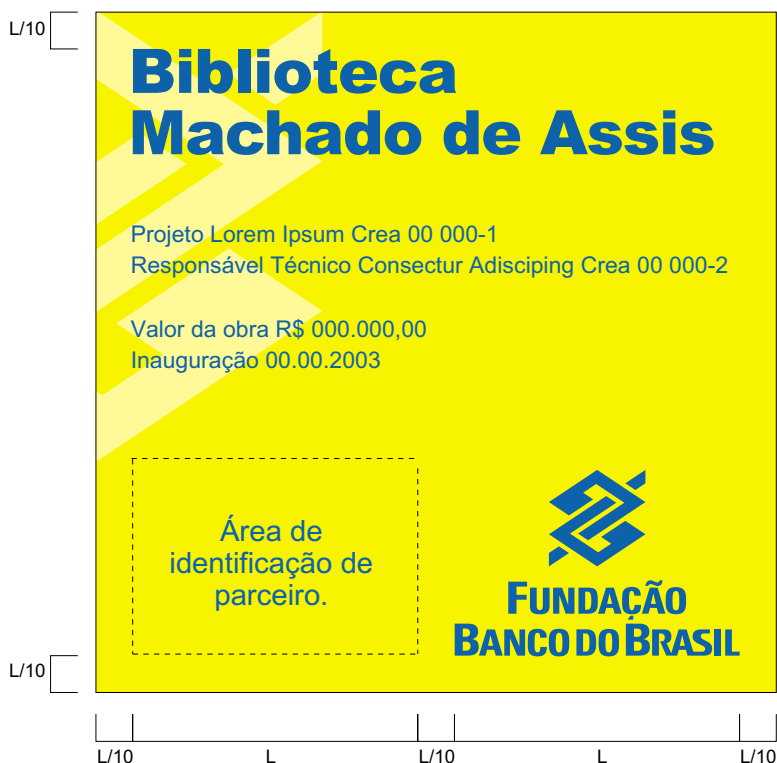 L/10
Biblioteca
Machado de Assis
Projeto Lorem Ipsum Crea 00 000-1
Responsável Técnico Consectur Adisciping Crea 00 000-2
Valor da obra R$ 000.000,00
Inauguração 00.00.2003
Área de
identificação de
parceiro.
FUNDAÇÃO
BANCO DO BRASIL
L/10
L/10 L L/10 L L/10